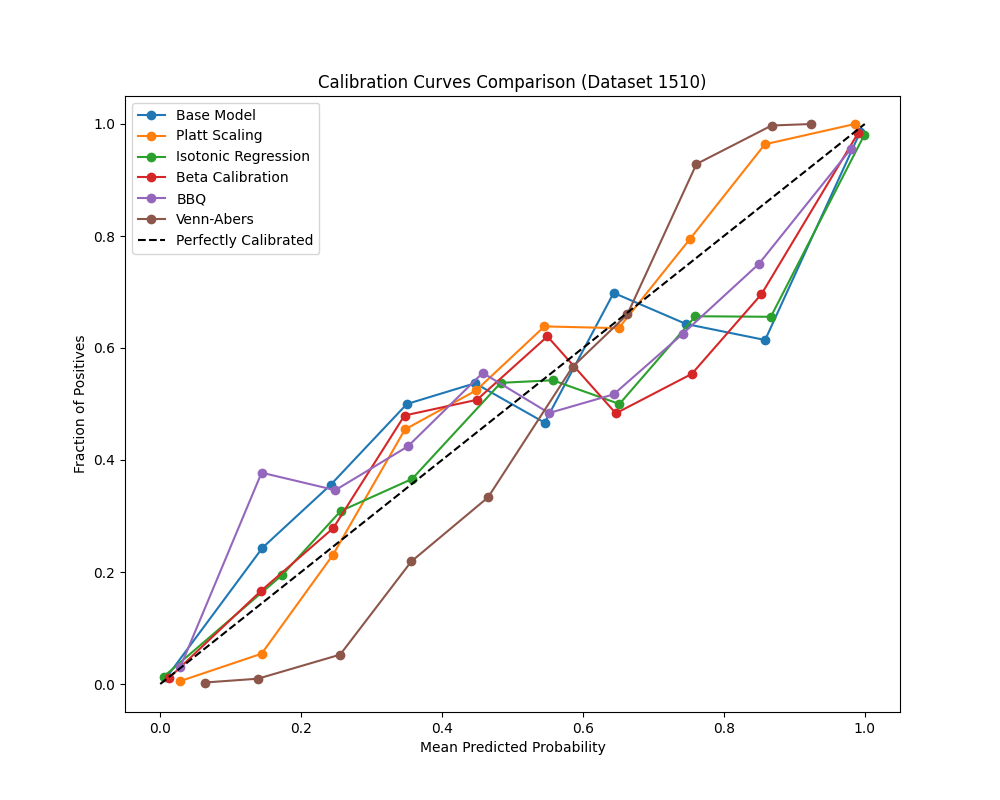 Calibration Curves Comparison (Dataset 1510)
Base Model
Platt Scaling
Isotonic Regression
Beta Calibration
BBQ
Venn-Abers
Perfectly Calibrated
Fraction of Positives
1.0
0.8
0.6
0.4
0.2
0.0
0.0 0.2 0.4 0.6 0.8 1.0
Mean Predicted Probability